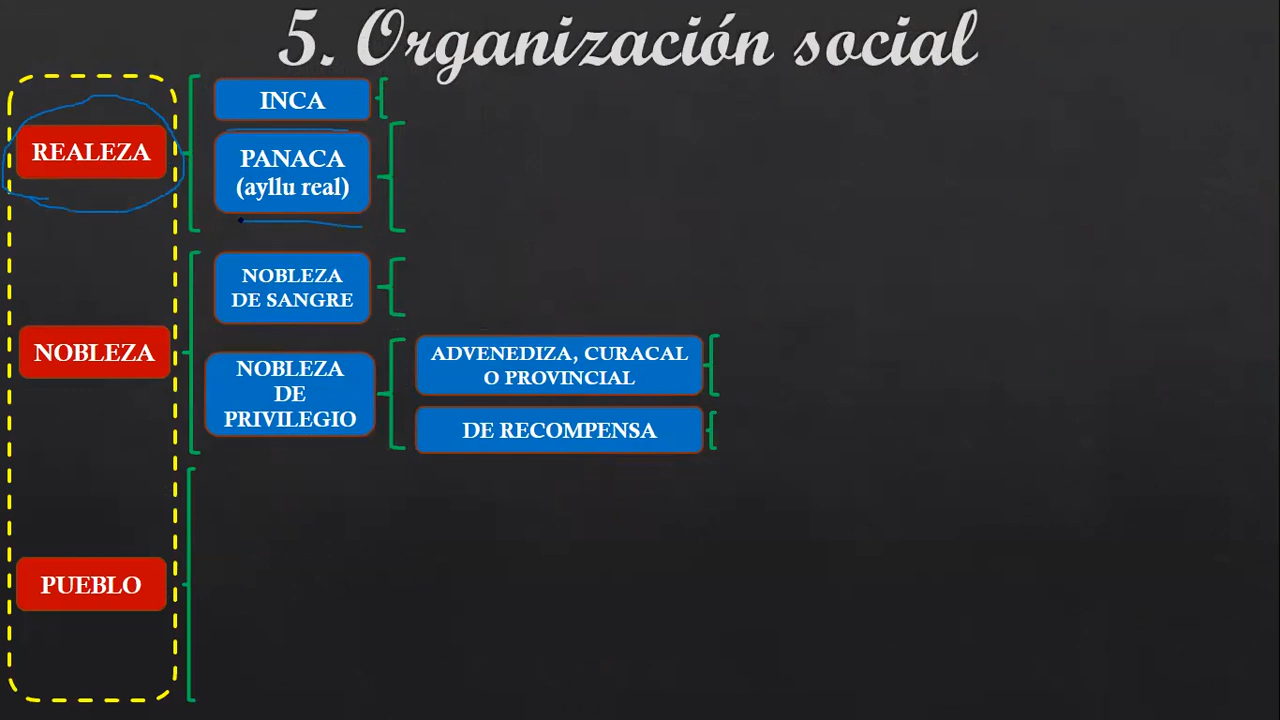 5. Organización social
REALEZA
INCA
PANACA
(ayllu real)
NOBLEZA
NOBLEZA
DE SANGRE
NOBLEZA
DE
PRIVILEGIO
ADVENEDIZA, CURACAL
O PROVINCIAL
DE RECOMPENSA
PUEBLO